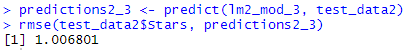 > predictions2_3 <- predict(lm2_mod_3, test_data2)
> rmse(test_data2$Stars, predictions2_3)
[1] 1.006801